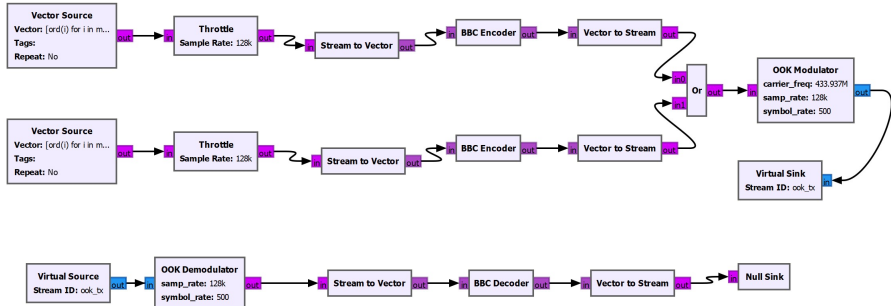 Vector Source
Vector: [ord(i) for i in m...
Tags:
Repeat: No
out
in
Throttle
Sample Rate: 128k
out
in
Stream to Vector
out
in
BBC Encoder
out
in
Vector to Stream
out
Vector Source
Vector: [ord(i) for i in m...
Tags:
Repeat: No
out
in
Throttle
Sample Rate: 128k
out
in
Stream to Vector
out
in
BBC Encoder
out
in
Vector to Stream
out
in0
in1
Or
out
in
OOK Modulator
carrier_freq: 433.937M
samp_rate: 128k
symbol_rate: 500
out
Virtual Sink
Stream ID: ook_tx
in
Virtual Source
Stream ID: ook_tx
out
in
OOK Demodulator
samp_rate: 128k
symbol_rate: 500
out
in
Stream to Vector
out
in
BBC Decoder
out
in
Vector to Stream
out
in
Null Sink